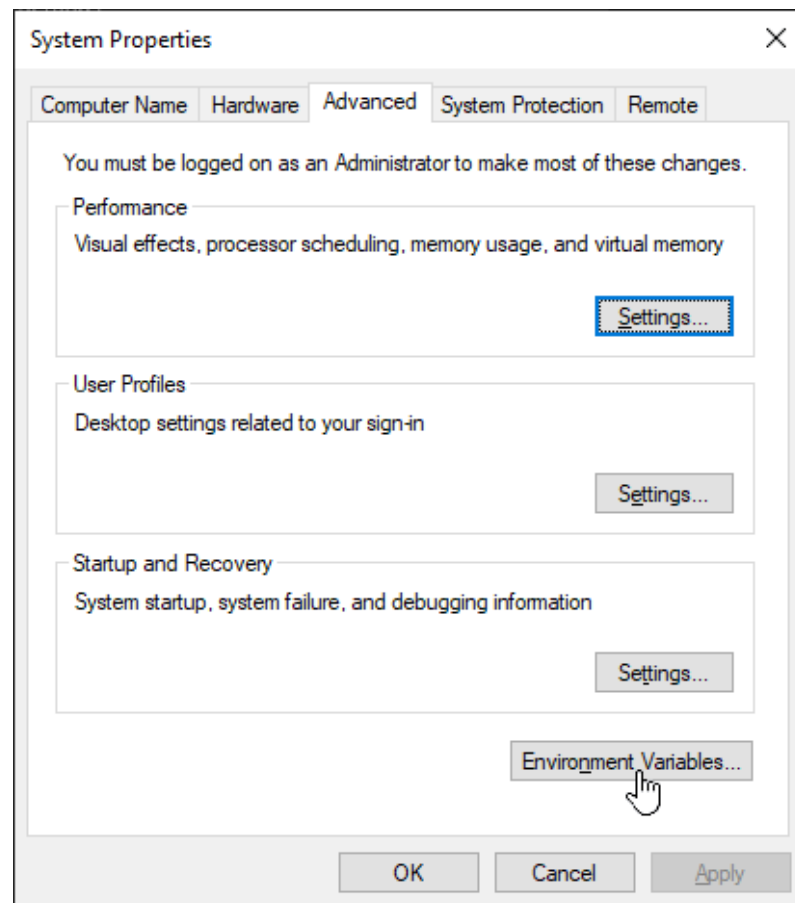 System Properties
Computer Name Hardware Advanced System Protection Remote
You must be logged on as an Administrator to make most of these changes.
Performance
Visual effects, processor scheduling, memory usage, and virtual memory
Settings...
User Profiles
Desktop settings related to your sign-in
Settings...
Startup and Recovery
System startup, system failure, and debugging information
Settings...
Environment Variables...
OK Cancel Apply